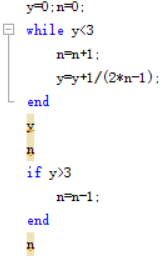 y=0;n=0;
while y<3
n=n+1;
y=y+1/(2*n-1);
end
y
n
if y>3
n=n-1;
end
n